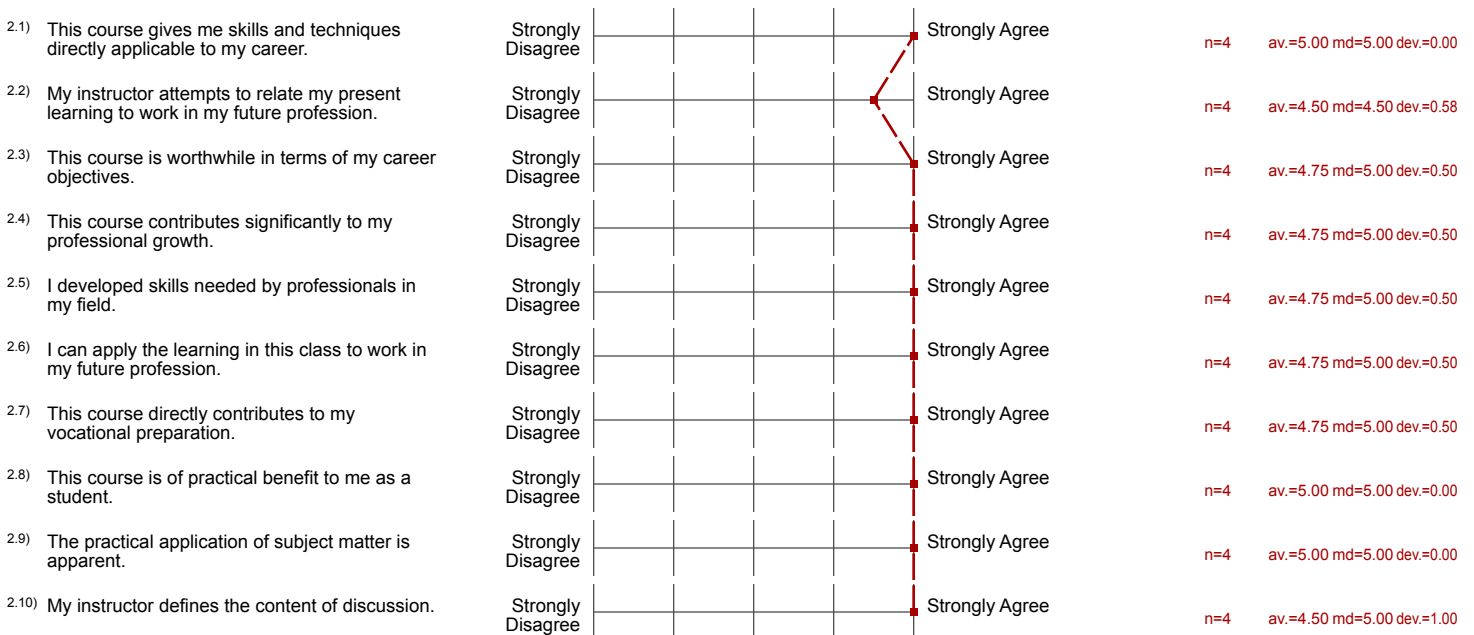 2.1) This course gives me skills and techniques
directly applicable to my career.
Strongly
Disagree
Strongly Agree
n=4 av.=5.00 md=5.00 dev.=0.00
2.2) My instructor attempts to relate my present
learning to work in my future profession.
Strongly
Disagree
Strongly Agree
n=4 av.=4.50 md=4.50 dev.=0.58
2.3) This course is worthwhile in terms of my career
objectives.
Strongly
Disagree
Strongly Agree
n=4 av.=4.75 md=5.00 dev.=0.50
2.4) This course contributes significantly to my
professional growth.
Strongly
Disagree
Strongly Agree
n=4 av.=4.75 md=5.00 dev.=0.50
2.5) I developed skills needed by professionals in
my field.
Strongly
Disagree
Strongly Agree
n=4 av.=4.75 md=5.00 dev.=0.50
2.6) I can apply the learning in this class to work in
my future profession.
Strongly
Disagree
Strongly Agree
n=4 av.=4.75 md=5.00 dev.=0.50
2.7) This course directly contributes to my
vocational preparation.
Strongly
Disagree
Strongly Agree
n=4 av.=4.75 md=5.00 dev.=0.50
2.8) This course is of practical benefit to me as a
student.
Strongly
Disagree
Strongly Agree
n=4 av.=5.00 md=5.00 dev.=0.00
2.9) The practical application of subject matter is
apparent.
Strongly
Disagree
Strongly Agree
n=4 av.=5.00 md=5.00 dev.=0.00
2.10) My instructor defines the content of discussion.
Strongly
Disagree
Strongly Agree
n=4 av.=4.50 md=5.00 dev.=1.00